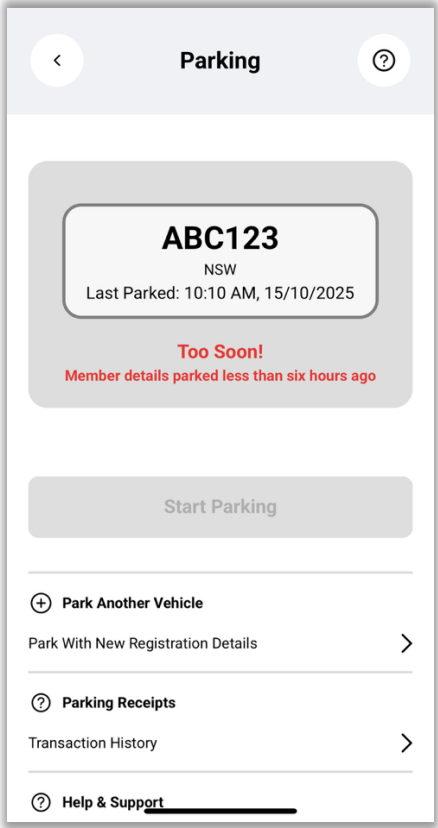 Parking
ABC123
NSW
Last Parked: 10:10 AM, 15/10/2025
Too Soon!
Member details parked less than six hours ago
Start Parking
Park Another Vehicle
Park With New Registration Details
Parking Receipts
Transaction History
Help & Support